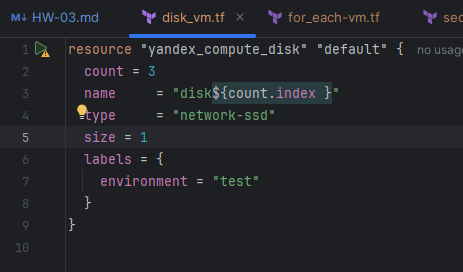 HW-03.md disk_vm.tf × for_each-vm.tf sec
1 resource "yandex_compute_disk" "default" { no usag
2 count = 3
3 name = "disk${count.index }"
4 type = "network-ssd"
5 size = 1
6 labels = {
7 environment = "test"
8 }
9 }
10